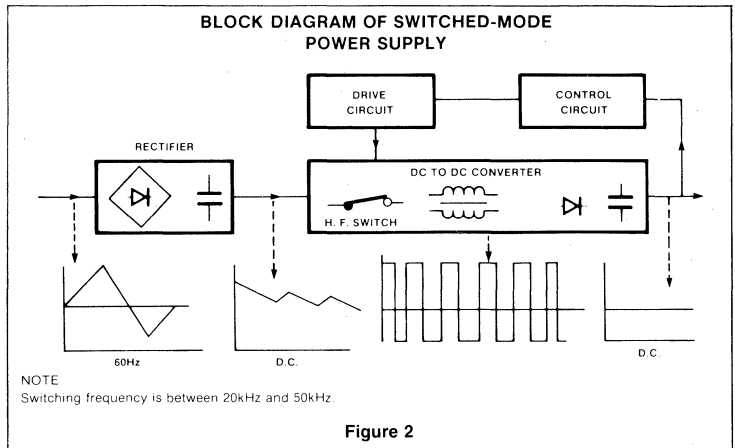 BLOCK DIAGRAM OF SWITCHED-MODE
POWER SUPPLY
DRIVE
CIRCUIT
CONTROL
CIRCUIT
RECTIFIER
DC TO DC CONVERTER
H. F. SWITCH
60Hz
D.C.
D.C.
NOTE
Switching frequency is between 20kHz and 50kHz.
Figure 2